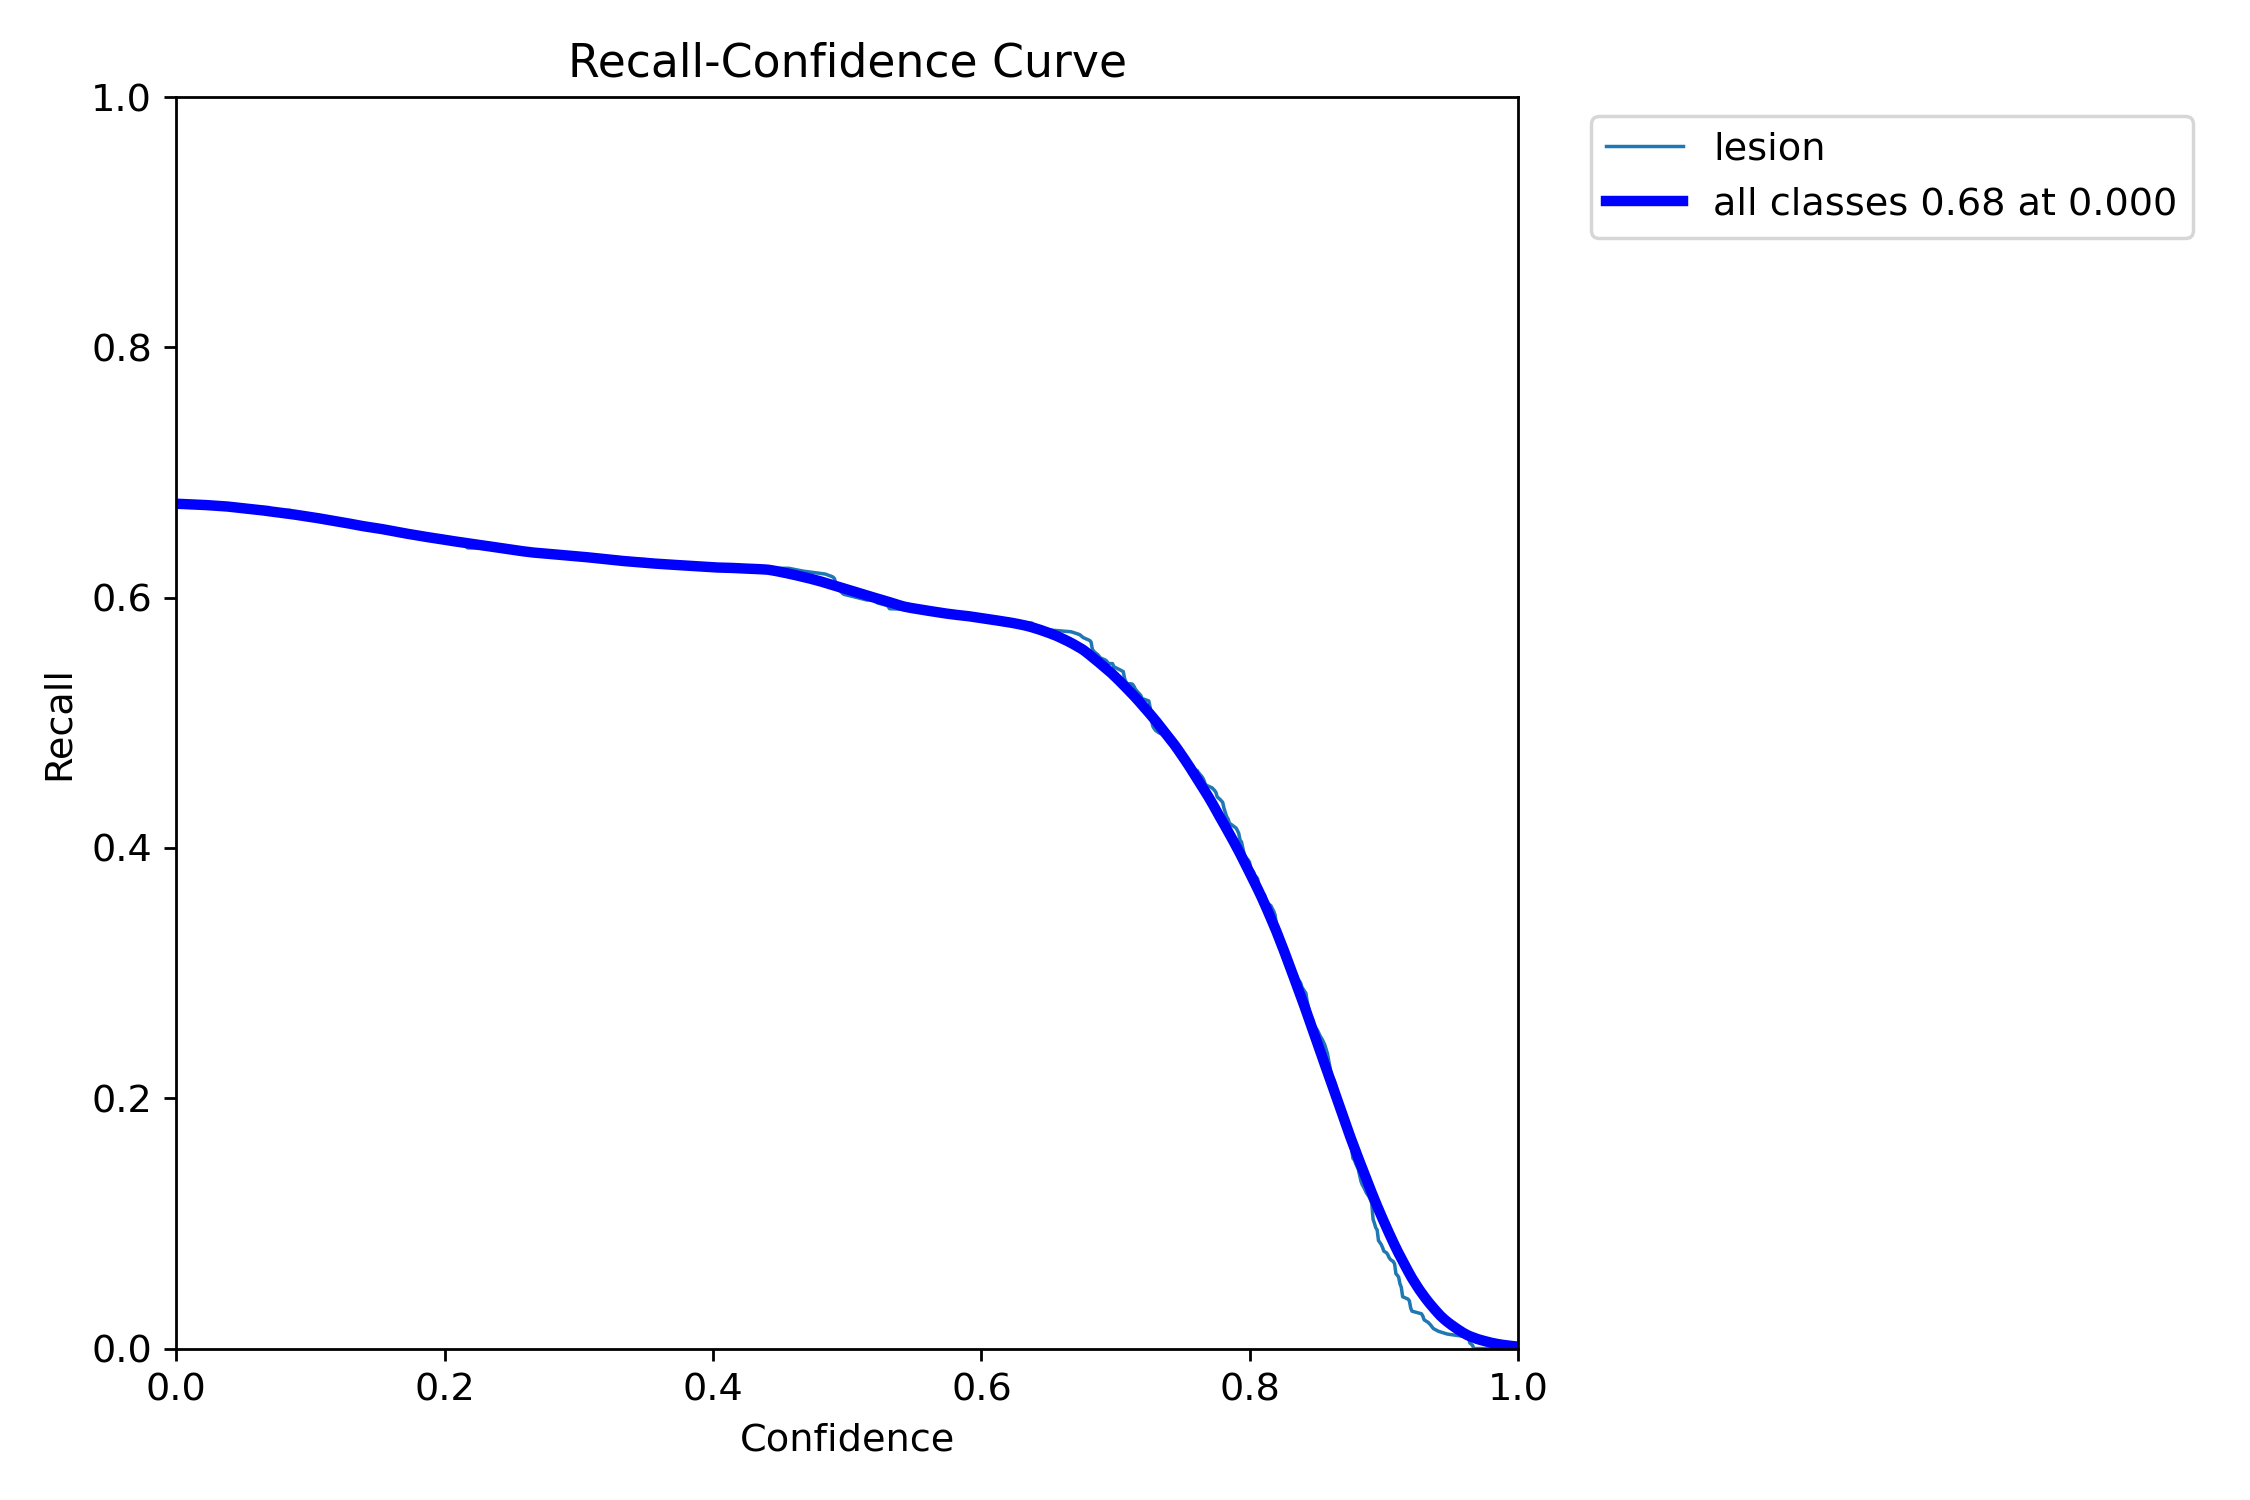 Recall-Confidence Curve
lesion
all classes 0.68 at 0.000
1.0
0.8
0.6
0.4
0.2
0.0
Recall
0.0 0.2 0.4 0.6 0.8 1.0
Confidence